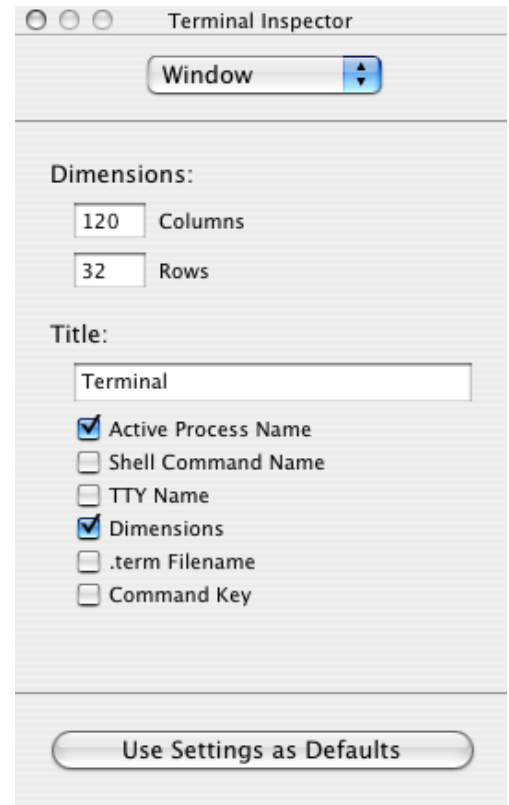 Terminal Inspector
Window
Dimensions:
120 Columns
32 Rows
Title:
Terminal
Active Process Name
Shell Command Name
TTY Name
Dimensions
.term Filename
Command Key
Use Settings as Defaults